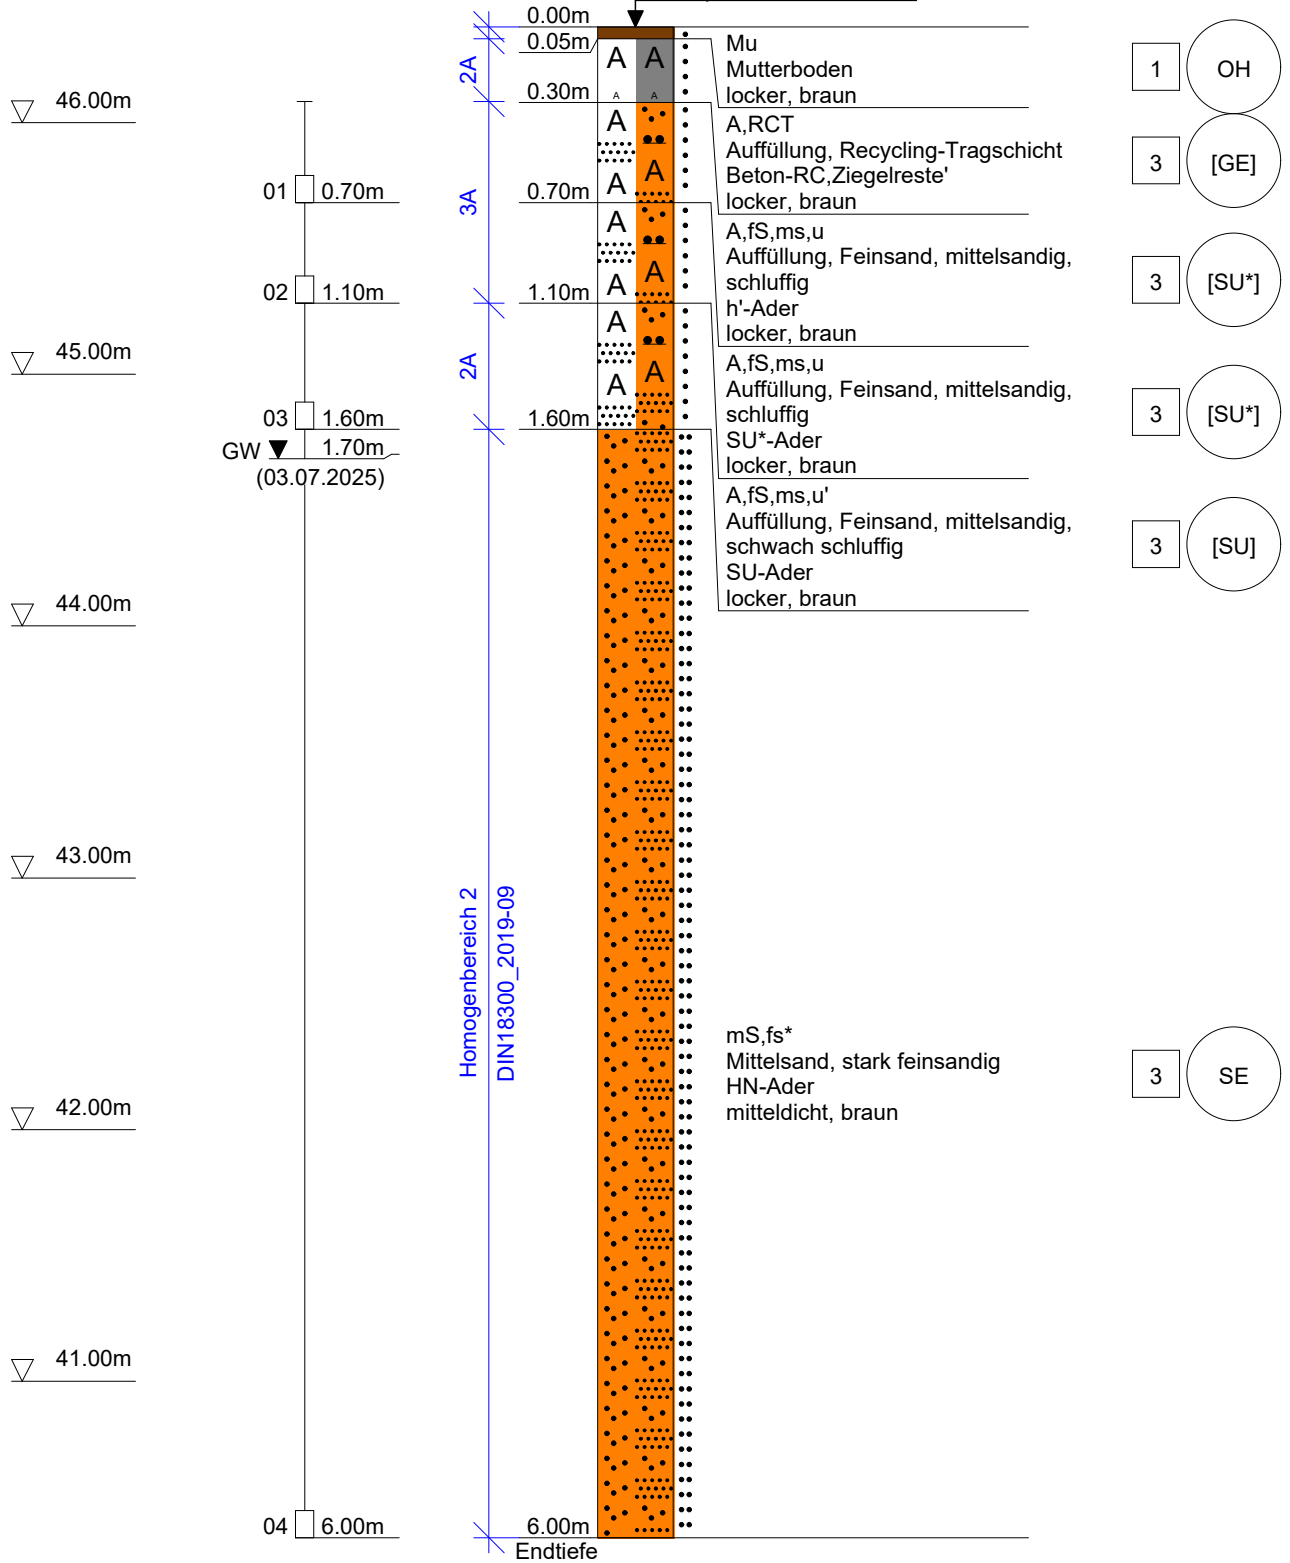 46.00m
45.00m
44.00m
43.00m
42.00m
41.00m
01 0.70m
02 1.10m
03 1.60m
GW 1.70m
(03.07.2025)
04 6.00m
2A
3A
2A
Homogenbereich 2
DIN18300_2019-09
0.00m
0.05m
0.30m
0.70m
1.10m
1.60m
6.00m
Endtiefe
A A
A A
A
A
A
A
A
A
A
A
A
Mu
Mutterboden
locker, braun
1 OH
A,RCT
Auffüllung, Recycling-Tragschicht
Beton-RC,Ziegelreste'
locker, braun
3 [GE]
A,fS,ms,u
Auffüllung, Feinsand, mittelsandig,
schluffig
h'-Ader
locker, braun
3 [SU*]
A,fS,ms,u
Auffüllung, Feinsand, mittelsandig,
schluffig
SU*-Ader
locker, braun
3 [SU*]
A,fS,ms,u'
Auffüllung, Feinsand, mittelsandig,
schwach schluffig
SU-Ader
locker, braun
3 [SU]
mS,fs*
Mittelsand, stark feinsandig
HN-Ader
mitteldicht, braun
3 SE